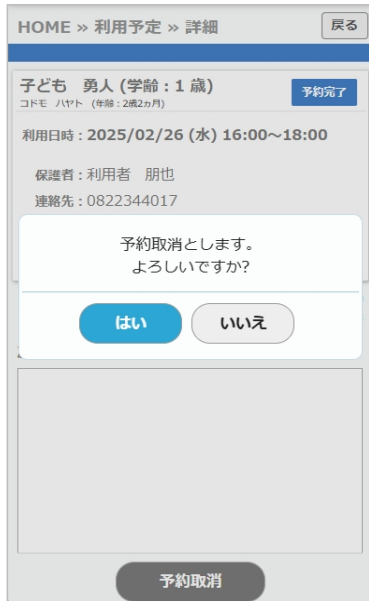 HOME » 利用予定 » 詳細
戻る
子ども 勇人 (学齢：1 歳)
コドモ ハヤト (年齢：2歳2ヵ月)
予約完了
利用日時：2025/02/26 (水) 16:00～18:00
保護者：利用者 朋也
連絡先：0822344017
予約取消とします。
よろしいですか?
はい
いいえ
予約取消